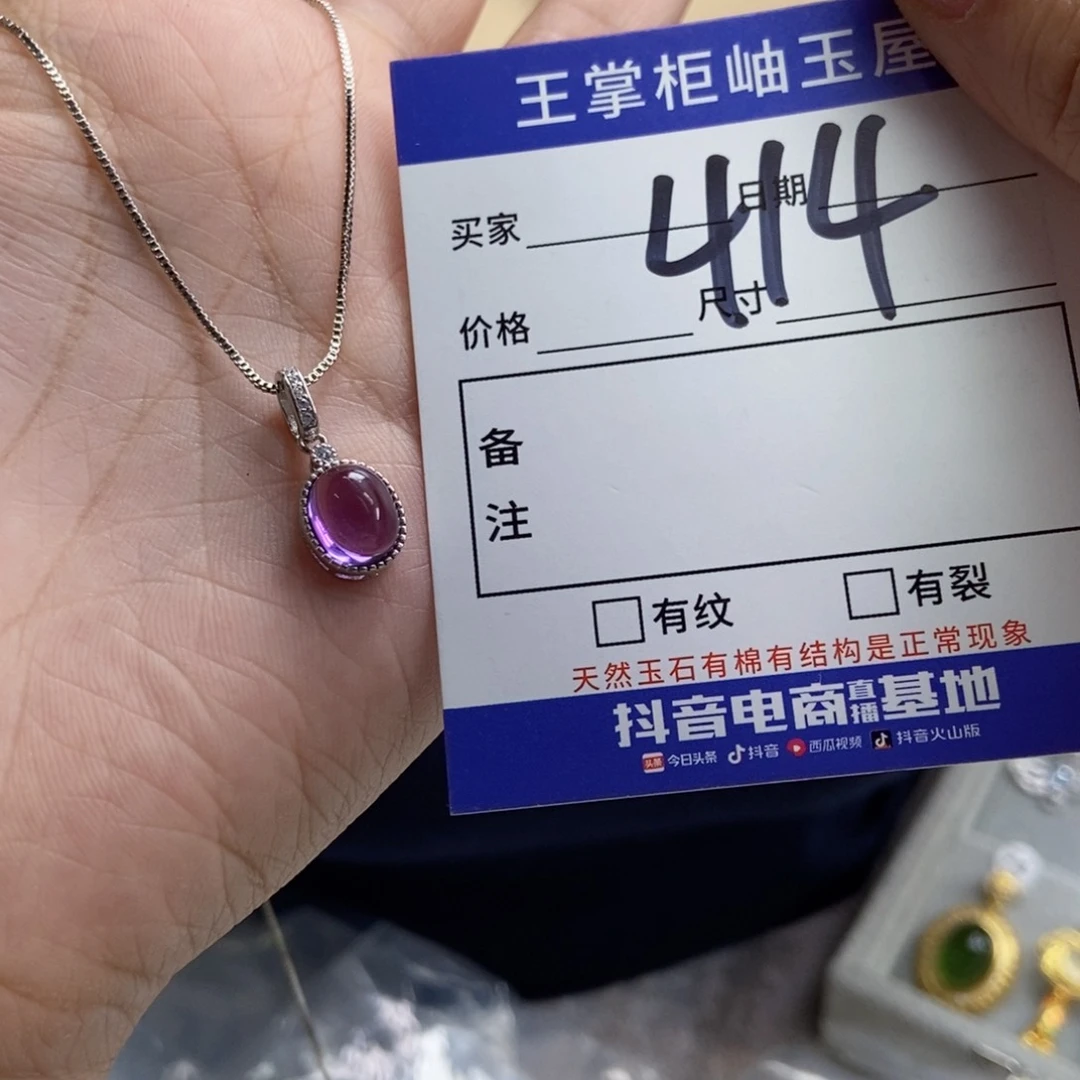 王掌柜岫玉屋
414
买家 日期
价格 尺寸
备
注
有纹 有裂
天然玉石有棉有结构是正常现象
抖音电商直播基地
头条 今日头条 抖音 西瓜视频 抖音火山版